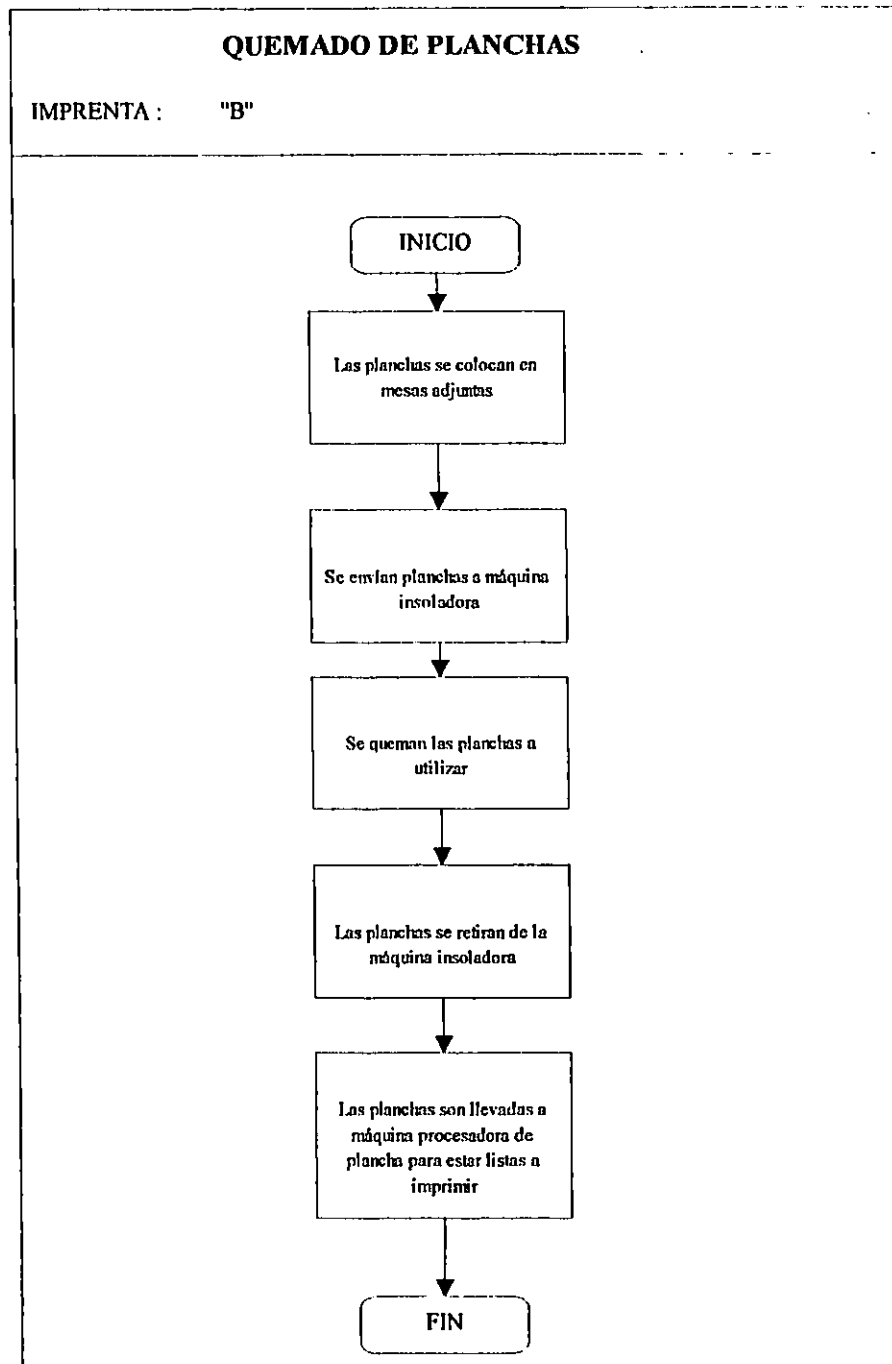 QUEMADO DE PLANCHAS
IMPRENTA : "B"
INICIO
Las planchas se colocan en
mesas adjuntas
Se envían planchas a máquina
insoladora
Se queman las planchas a
utilizar
Las planchas se retiran de la
máquina insoladora
Las planchas son llevadas a
máquina procesadora de
plancha para estar listas a
imprimir
FIN